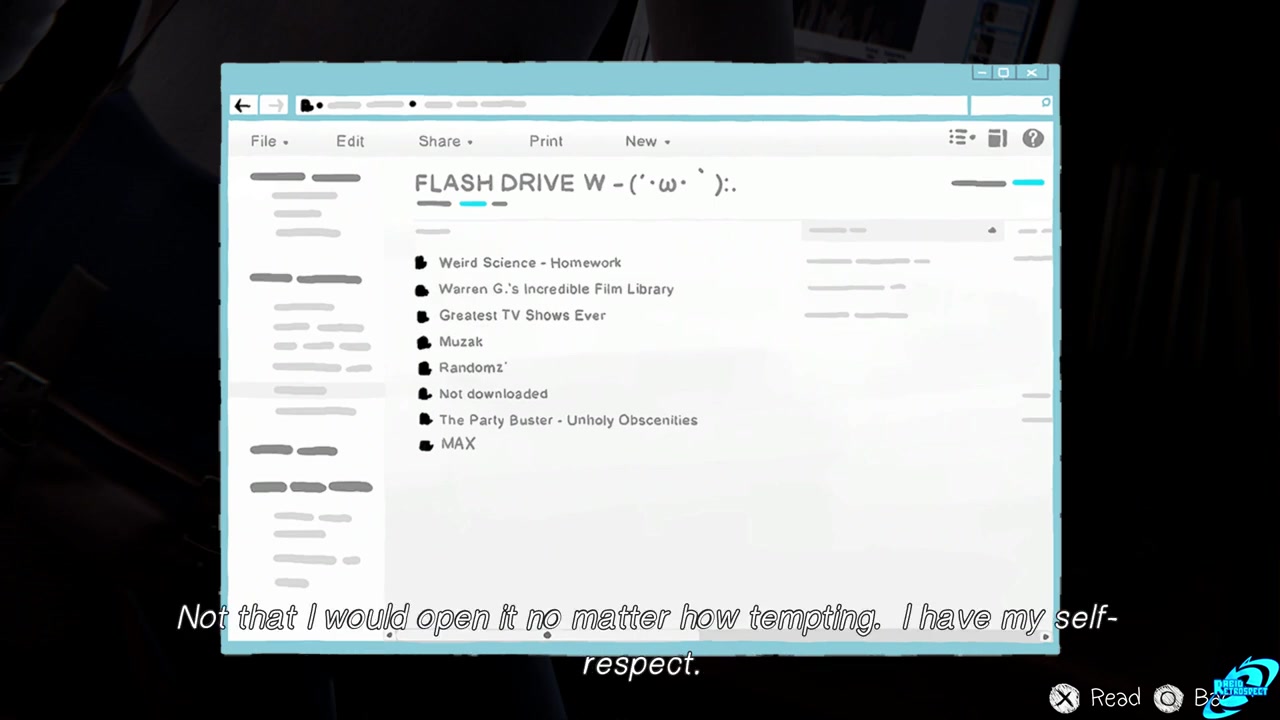 File
Edit
Share
Print
New
?
FLASH DRIVE W - (´・ω・｀):.
Weird Science - Homework
Warren G.'s Incredible Film Library
Greatest TV Shows Ever
Muzak
Randomz'
Not downloaded
The Party Buster - Unholy Obscenities
MAX
Not that I would open it no matter how tempting. I have my self-
respect.
Read
RAPID
RETROSPECT